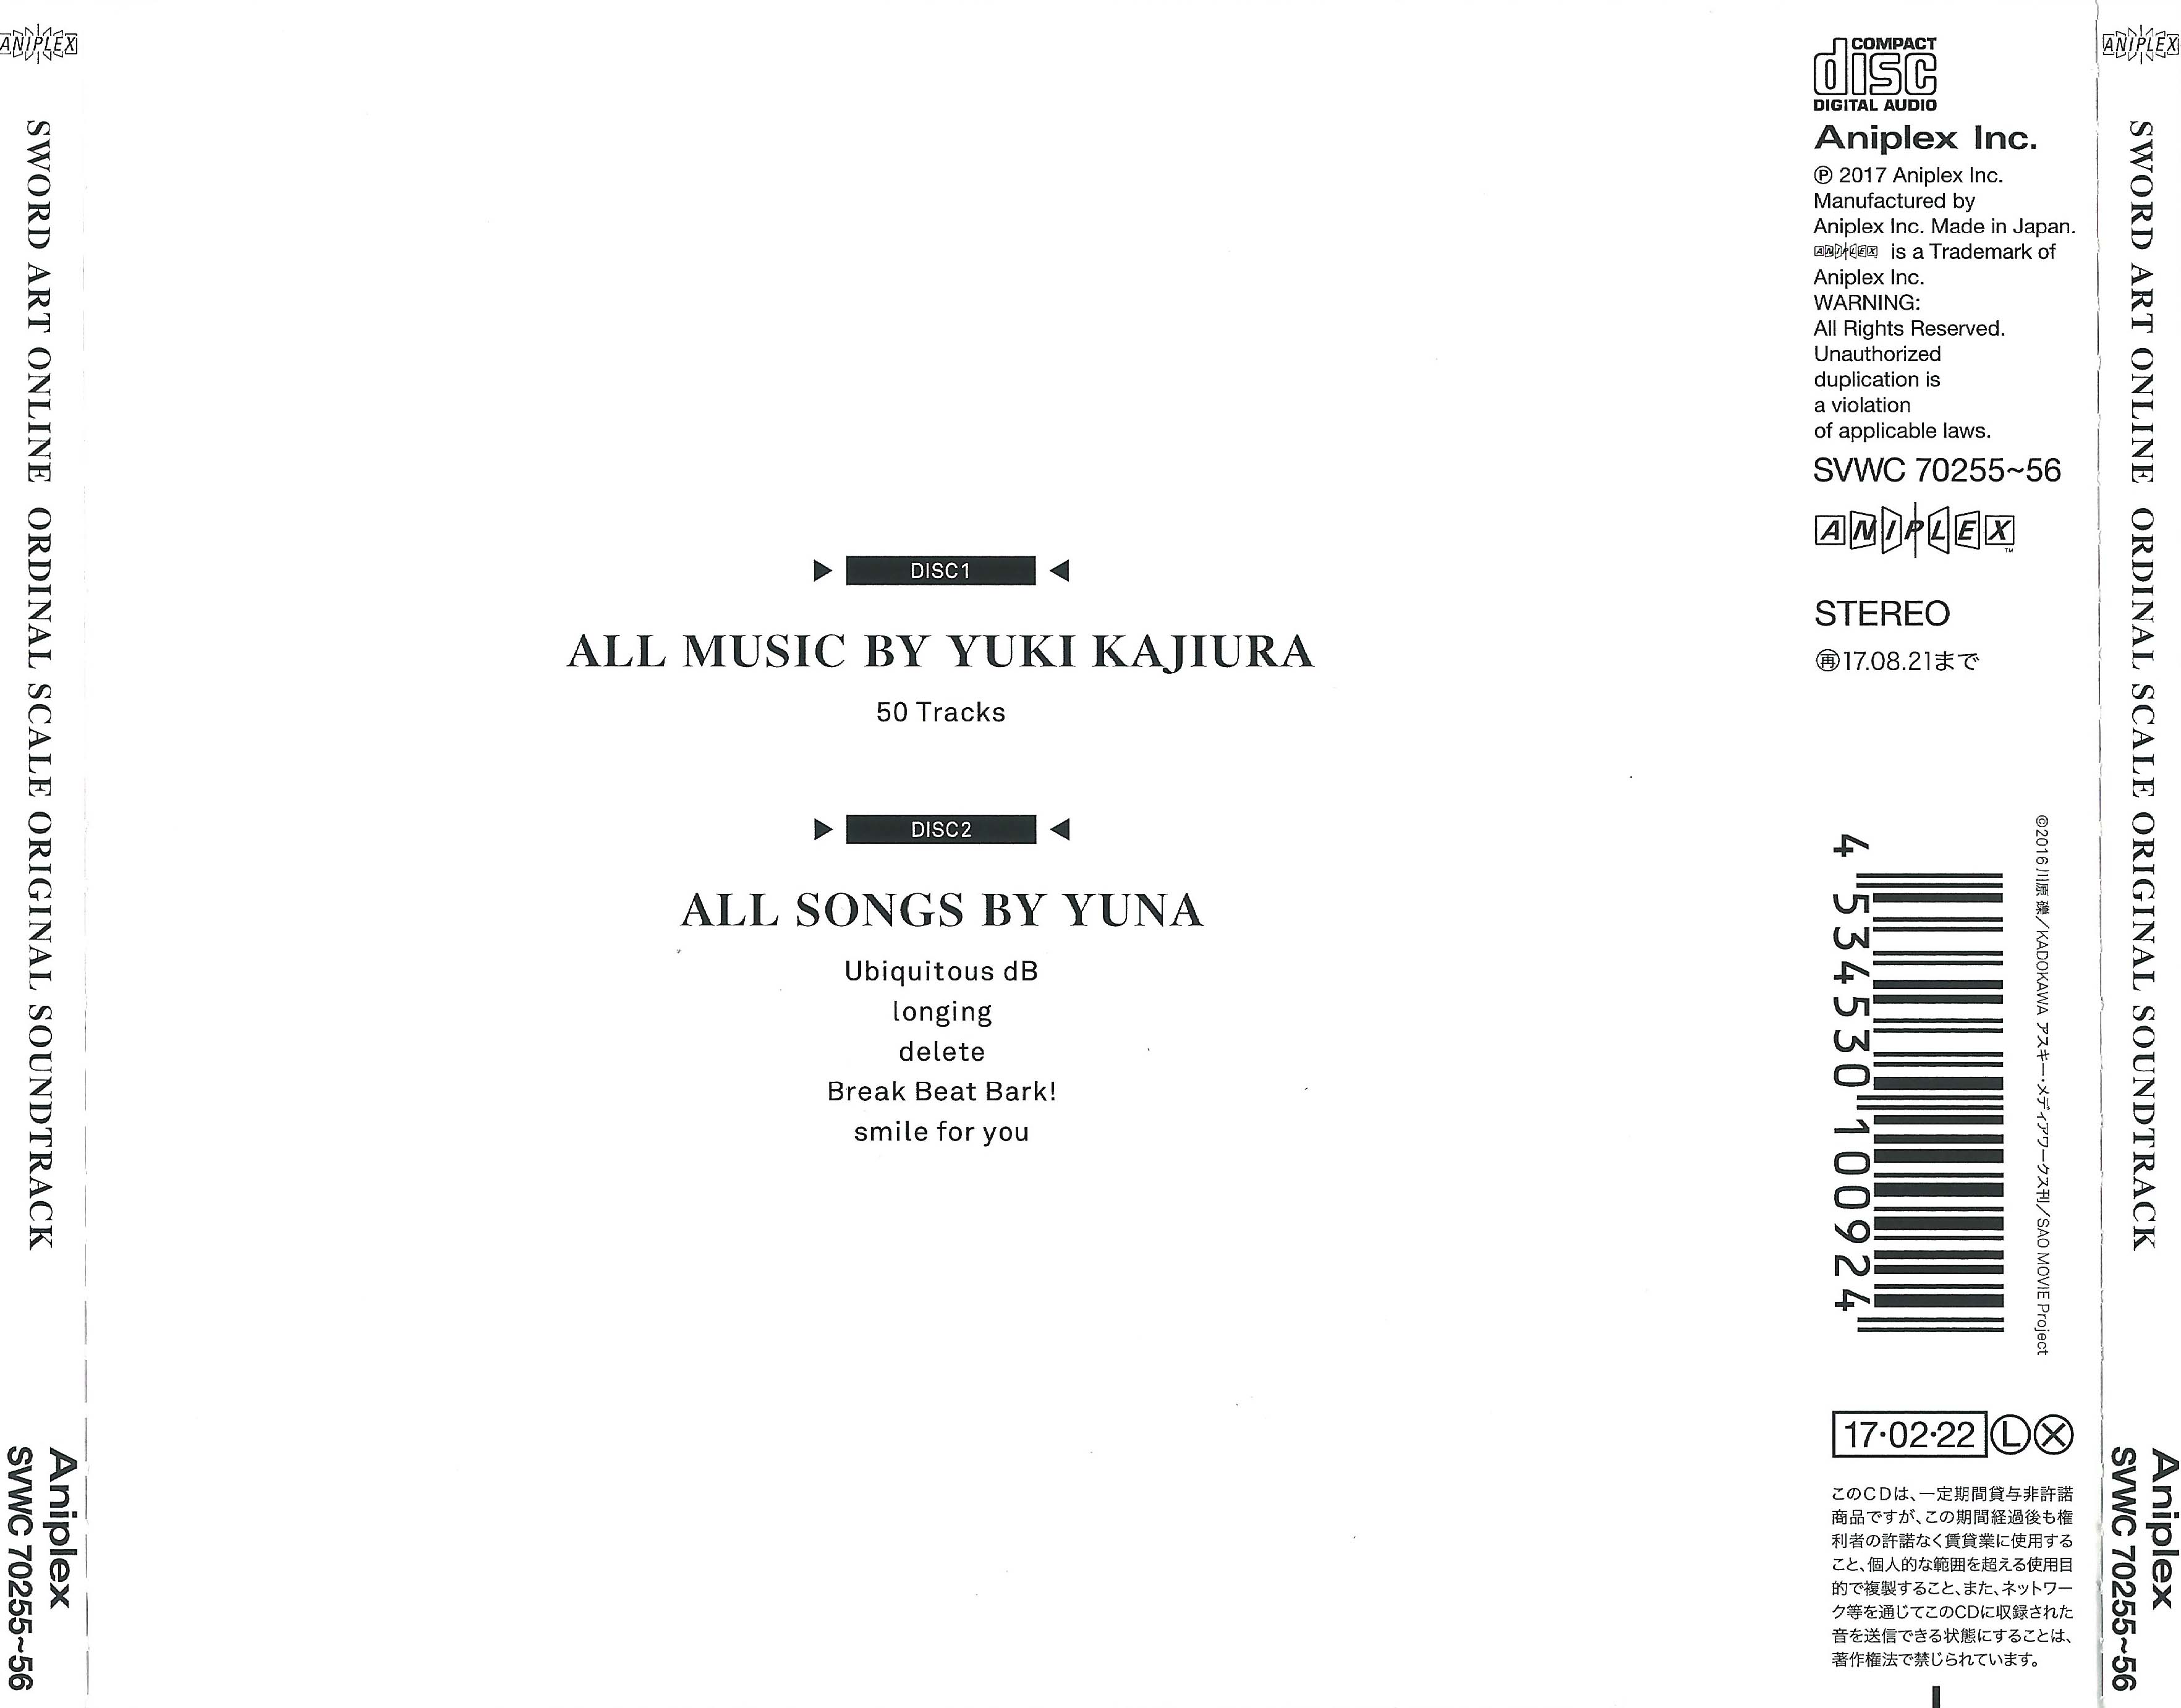 ANIPLEX
SWORD ART ONLINE ORDINAL SCALE ORIGINAL SOUNDTRACK
Aniplex
SVWC 70255~56
DISC1
ALL MUSIC BY YUKI KAJIURA
50 Tracks
DISC2
ALL SONGS BY YUNA
Ubiquitous dB
longing
delete
Break Beat Bark!
smile for you
COMPACT
disc
DIGITAL AUDIO
Aniplex Inc.
Ⓟ 2017 Aniplex Inc.
Manufactured by
Aniplex Inc. Made in Japan.
ANIPLEX is a Trademark of
Aniplex Inc.
WARNING:
All Rights Reserved.
Unauthorized
duplication is
a violation
of applicable laws.
SVWC 70255~56
ANIPLEX™
STEREO
㊢17.08.21まで
4 534530 100924
©2016 川原 礫/KADOKAWA アスキー・メディアワークス刊/SAO MOVIE Project
17・02・22 Ⓛ Ⓧ
このCDは、一定期間貸与非許諾
商品ですが、この期間経過後も権
利者の許諾なく賃貸業に使用する
こと、個人的な範囲を超える使用目
的で複製すること、また、ネットワー
ク等を通じてこのCDに収録された
音を送信できる状態にすることは、
著作権法で禁じられています。
ANIPLEX
SWORD ART ONLINE ORDINAL SCALE ORIGINAL SOUNDTRACK
Aniplex
SVWC 70255~56